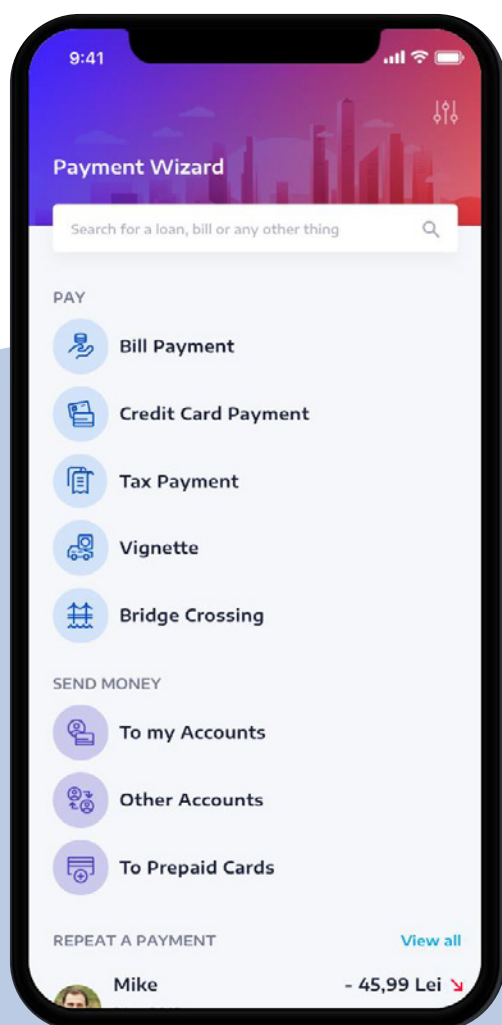 9:41
Payment Wizard
Search for a loan, bill or any other thing
PAY
Bill Payment
Credit Card Payment
Tax Payment
Vignette
Bridge Crossing
SEND MONEY
To my Accounts
Other Accounts
To Prepaid Cards
REPEAT A PAYMENT View all
Mike - 45,99 Lei